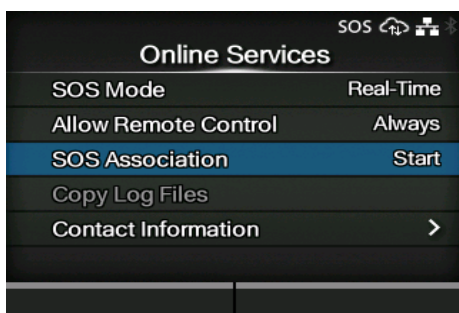 SOS
Online Services
SOS Mode Real-Time
Allow Remote Control Always
SOS Association Start
Copy Log Files
Contact Information >